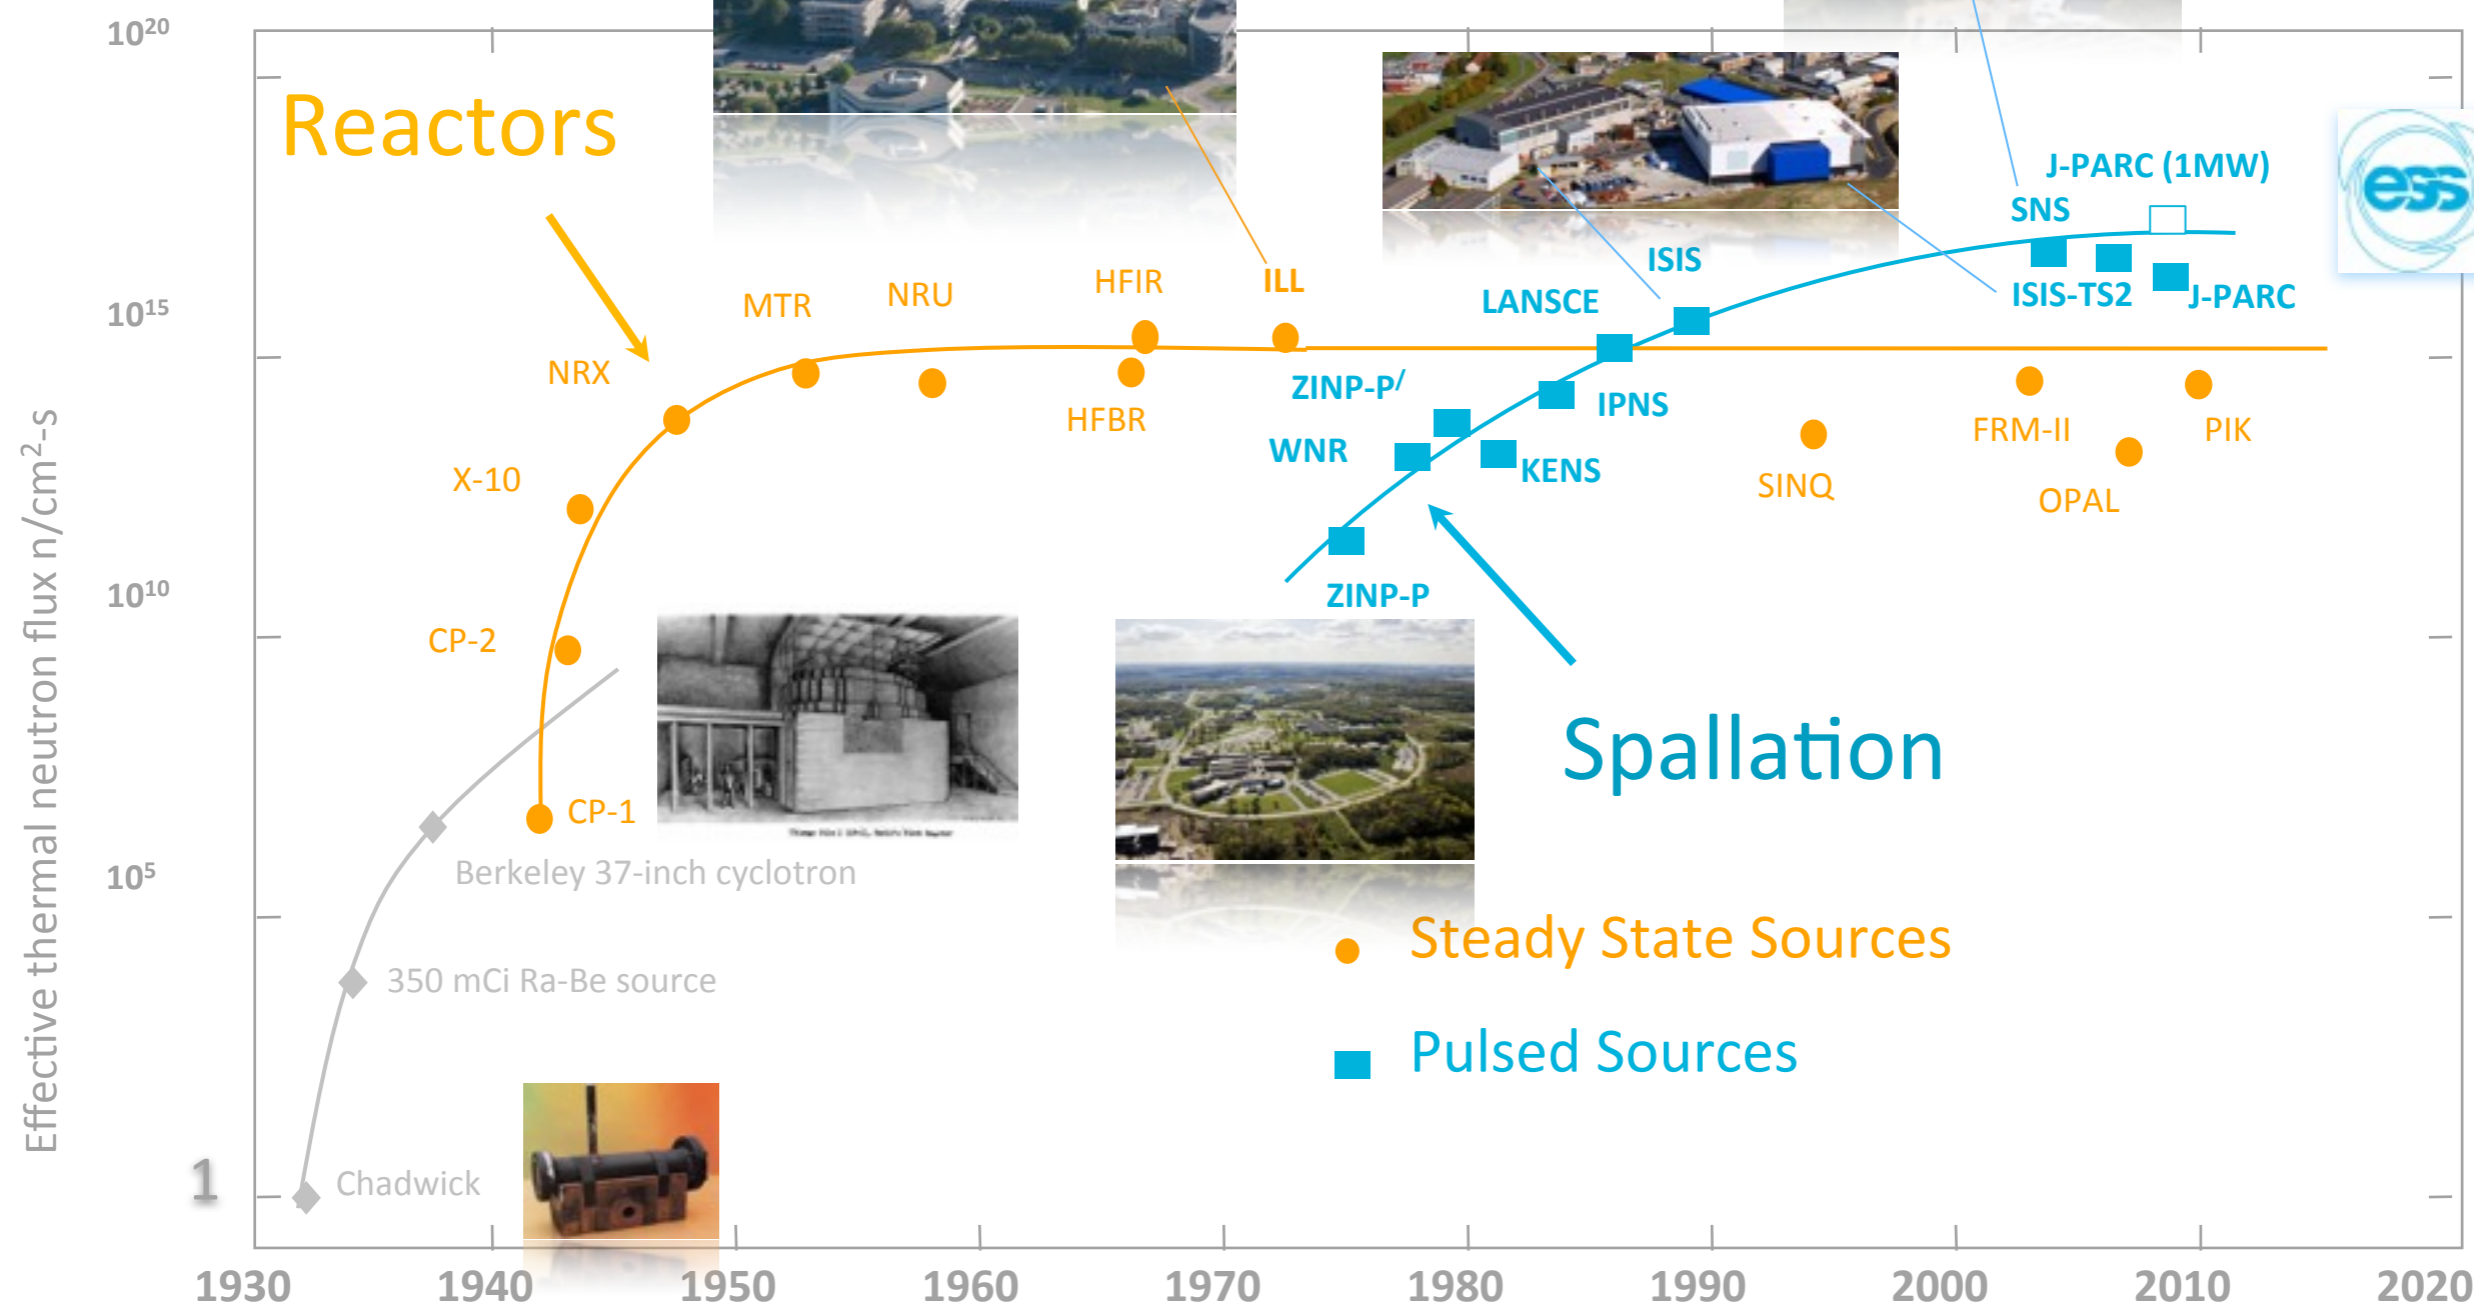 10²⁰
Reactors
J-PARC (1MW)
ess
SNS
ISIS
MTR
NRU
HFIR
ILL
LANSCE
ISIS-TS2
J-PARC
10¹⁵
NRX
ZINP-P/
IPNS
HFBR
FRM-II
PIK
WNR
KENS
X-10
SINQ
OPAL
10¹⁰
ZINP-P
CP-2
Spallation
CP-1
Berkeley 37-inch cyclotron
10⁵
Steady State Sources
350 mCi Ra-Be source
Pulsed Sources
1
Chadwick
Effective thermal neutron flux n/cm²-s
1930 1940 1950 1960 1970 1980 1990 2000 2010 2020